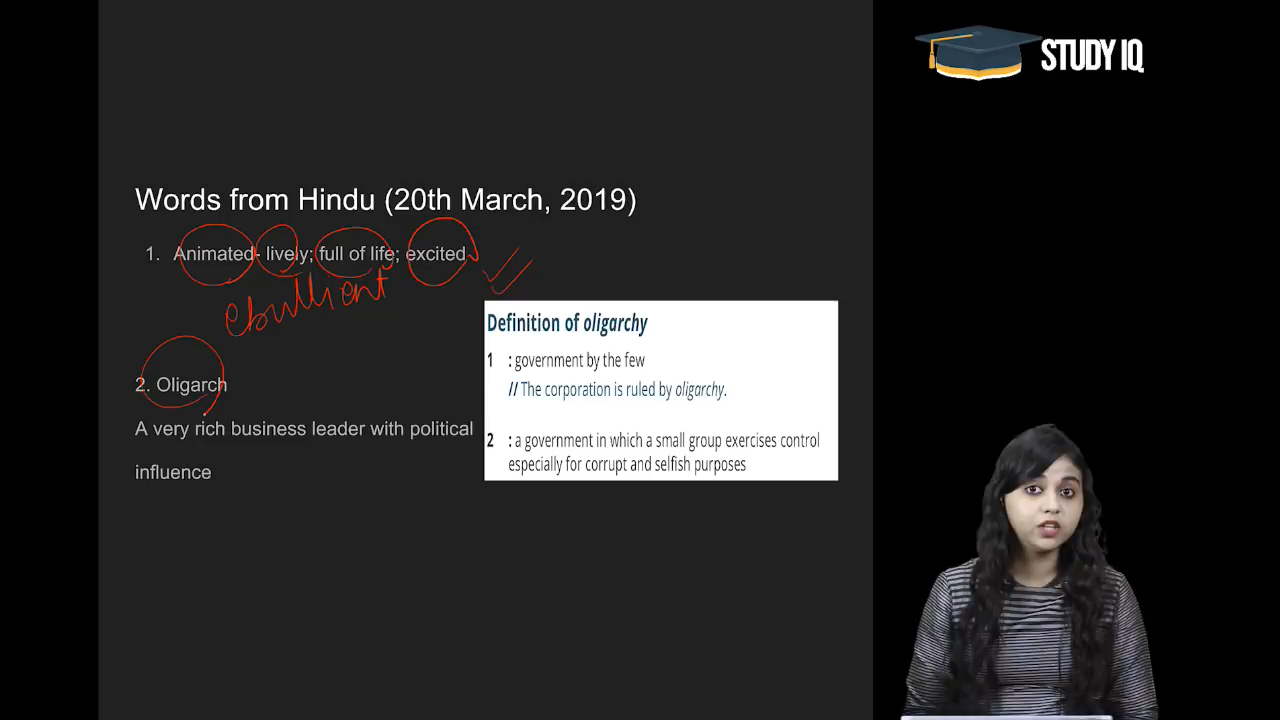 STUDY IQ
Words from Hindu (20th March, 2019)
1. Animated- lively; full of life; excited
ebullient
Definition of oligarchy
1 : government by the few
// The corporation is ruled by oligarchy.
2 : a government in which a small group exercises control
especially for corrupt and selfish purposes
2. Oligarch
A very rich business leader with political
influence